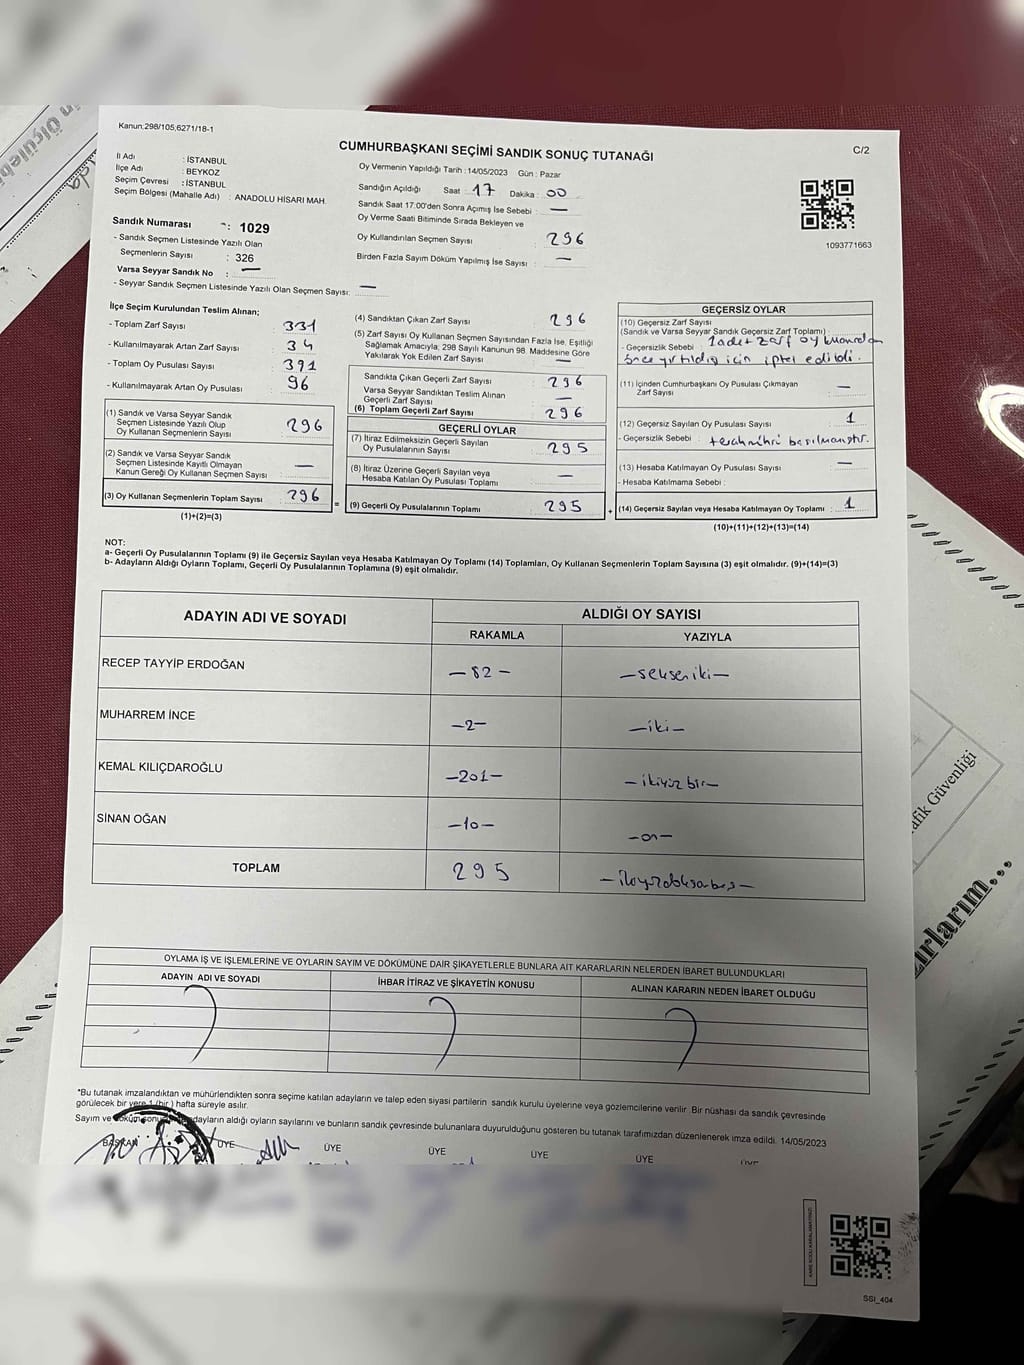 Kanun:298/105,6271/18-1
CUMHURBAŞKANI SEÇİMİ SANDIK SONUÇ TUTANAĞI
C/2
İl Adı : İSTANBUL
İlçe Adı : BEYKOZ
Seçim Çevresi : İSTANBUL
Seçim Bölgesi (Mahalle Adı) : ANADOLU HİSARI MAH.
Sandık Numarası : 1029
- Sandık Seçmen Listesinde Yazılı Olan
Seçmenlerin Sayısı : 326
Varsa Seyyar Sandık No : —
- Seyyar Sandık Seçmen Listesinde Yazılı Olan Seçmen Sayısı: —
Oy Vermenin Yapıldığı Tarih : 14/05/2023 Gün : Pazar
Sandığın Açıldığı Saat 17 Dakika : 00
Sandık Saat 17:00'den Sonra Açımış İse Sebebi : —
Oy Verme Saati Bitiminde Sırada Bekleyen ve
Oy Kullandırılan Seçmen Sayısı : 296
Birden Fazla Sayım Döküm Yapılmış İse Sayısı : —
1093771663
İlçe Seçim Kurulundan Teslim Alınan;
- Toplam Zarf Sayısı : 331
- Kullanılmayarak Artan Zarf Sayısı : 34
- Toplam Oy Pusulası Sayısı : 391
- Kullanılmayarak Artan Oy Pusulası : 96
(1) Sandık ve Varsa Seyyar Sandık
Seçmen Listesinde Yazılı Olup
Oy Kullanan Seçmenlerin Sayısı : 296
(2) Sandık ve Varsa Seyyar Sandık
Seçmen Listesinde Kayıtlı Olmayan
Kanun Gereği Oy Kullanan Seçmen Sayısı : —
(3) Oy Kullanan Seçmenlerin Toplam Sayısı : 296
(1)+(2)=(3)
(4) Sandıktan Çıkan Zarf Sayısı : 296
(5) Zarf Sayısı Oy Kullanan Seçmen Sayısından Fazla İse, Eşitliği
Sağlamak Amacıyla, 298 Sayılı Kanunun 98. Maddesine Göre
Yakılarak Yok Edilen Zarf Sayısı : —
Sandıkta Çıkan Geçerli Zarf Sayısı : 296
Varsa Seyyar Sandıktan Teslim Alınan
Geçerli Zarf Sayısı : —
(6) Toplam Geçerli Zarf Sayısı : 296
GEÇERLİ OYLAR
(7) İtiraz Edilmeksizin Geçerli Sayılan
Oy Pusulalarının Sayısı : 295
(8) İtiraz Üzerine Geçerli Sayılan veya
Hesaba Katılan Oy Pusulası Toplamı : —
(9) Geçerli Oy Pusulalarının Toplamı : 295
GEÇERSİZ OYLAR
(10) Geçersiz Zarf Sayısı
(Sandık ve Varsa Seyyar Sandık Geçersiz Zarf Toplamı) :
- Geçersizlik Sebebi : 1 adet zarf oy
önce yırtıldığı için iptel edildi.
(11) İçinden Cumhurbaşkanı Oy Pusulası Çıkmayan
Zarf Sayısı : —
(12) Geçersiz Sayılan Oy Pusulası Sayısı : 1
- Geçersizlik Sebebi :
(13) Hesaba Katılmayan Oy Pusulası Sayısı : —
- Hesaba Katılmama Sebebi :
(14) Geçersiz Sayılan veya Hesaba Katılmayan Oy Toplamı : 1
(10)+(11)+(12)+(13)=(14)
NOT:
a- Geçerli Oy Pusulalarının Toplamı (9) ile Geçersiz Sayılan veya Hesaba Katılmayan Oy Toplamı (14) Toplamları, Oy Kullanan Seçmenlerin Toplam Sayısına (3) eşit olmalıdır. (9)+(14)=(3)
b- Adayların Aldığı Oyların Toplamı, Geçerli Oy Pusulalarının Toplamına (9) eşit olmalıdır.
ADAYIN ADI VE SOYADI ALDIĞI OY SAYISI
RAKAMLA YAZIYLA
RECEP TAYYİP ERDOĞAN —82— —seksen iki—
MUHARREM İNCE —2— —iki—
KEMAL KILIÇDAROĞLU —201— —ikiyüz bir—
SİNAN OĞAN —10— —on—
TOPLAM 295
OYLAMA İŞ VE İŞLEMLERİNE VE OYLARIN SAYIM VE DÖKÜMÜNE DAİR ŞİKAYETLERLE BUNLARA AİT KARARLARIN NELERDEN İBARET BULUNDUKLARI
ADAYIN ADI VE SOYADI İHBAR İTİRAZ VE ŞİKAYETİN KONUSU ALINAN KARARIN NEDEN İBARET OLDUĞU
*Bu tutanak imzalandıktan ve mühürlendikten sonra seçime katılan adayların ve talep eden siyasi partilerin sandık kurulu üyelerine veya gözlemcilerine verilir. Bir nüshası da sandık çevresinde
görülecek bir yere 1 (bir) hafta süreyle asılır.
Sayım ve döküm adayların aldığı oyların sayılarını ve bunların sandık çevresinde bulunanlara duyurulduğunu gösteren bu tutanak tarafımızdan düzenlenerek imza edildi. 14/05/2023
BAŞKAN ÜYE ÜYE ÜYE ÜYE ÜYE ÜYE
SSI_404
afik Güvenliği